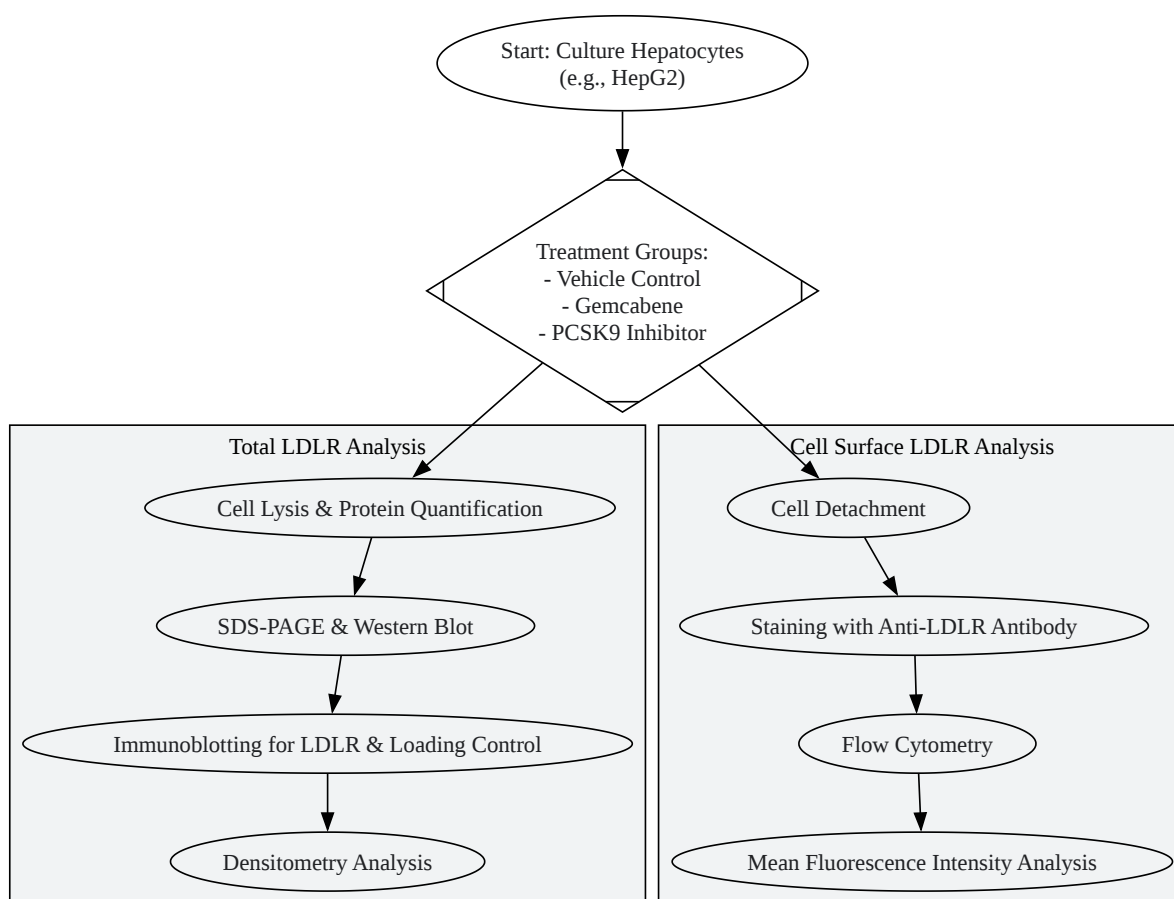 Start: Culture Hepatocytes
(e.g., HepG2)
Treatment Groups:
- Vehicle Control
- Gemcabene
- PCSK9 Inhibitor
Total LDLR Analysis
Cell Lysis & Protein Quantification
SDS-PAGE & Western Blot
Immunoblotting for LDLR & Loading Control
Densitometry Analysis
Cell Surface LDLR Analysis
Cell Detachment
Staining with Anti-LDLR Antibody
Flow Cytometry
Mean Fluorescence Intensity Analysis